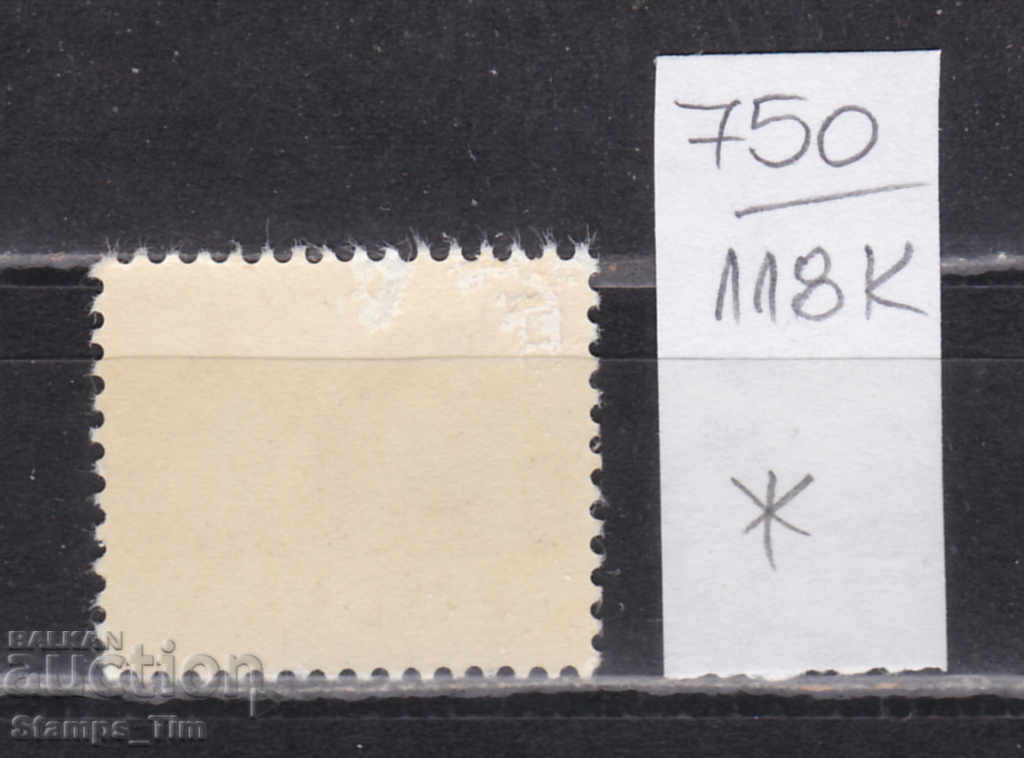 750
118K
*
BALKAN
auction
Stamps_Tim